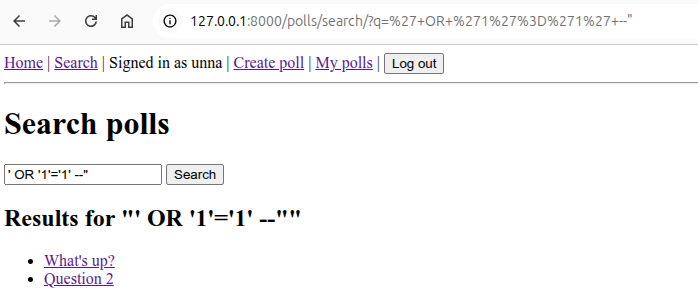 127.0.0.1:8000/polls/search/?q=%27+OR+%271%27%3D%271%27+--"
Home | Search | Signed in as unna | Create poll | My polls | Log out
Search polls
' OR '1'='1' --" Search
Results for "' OR '1'='1' --""
What's up?
Question 2